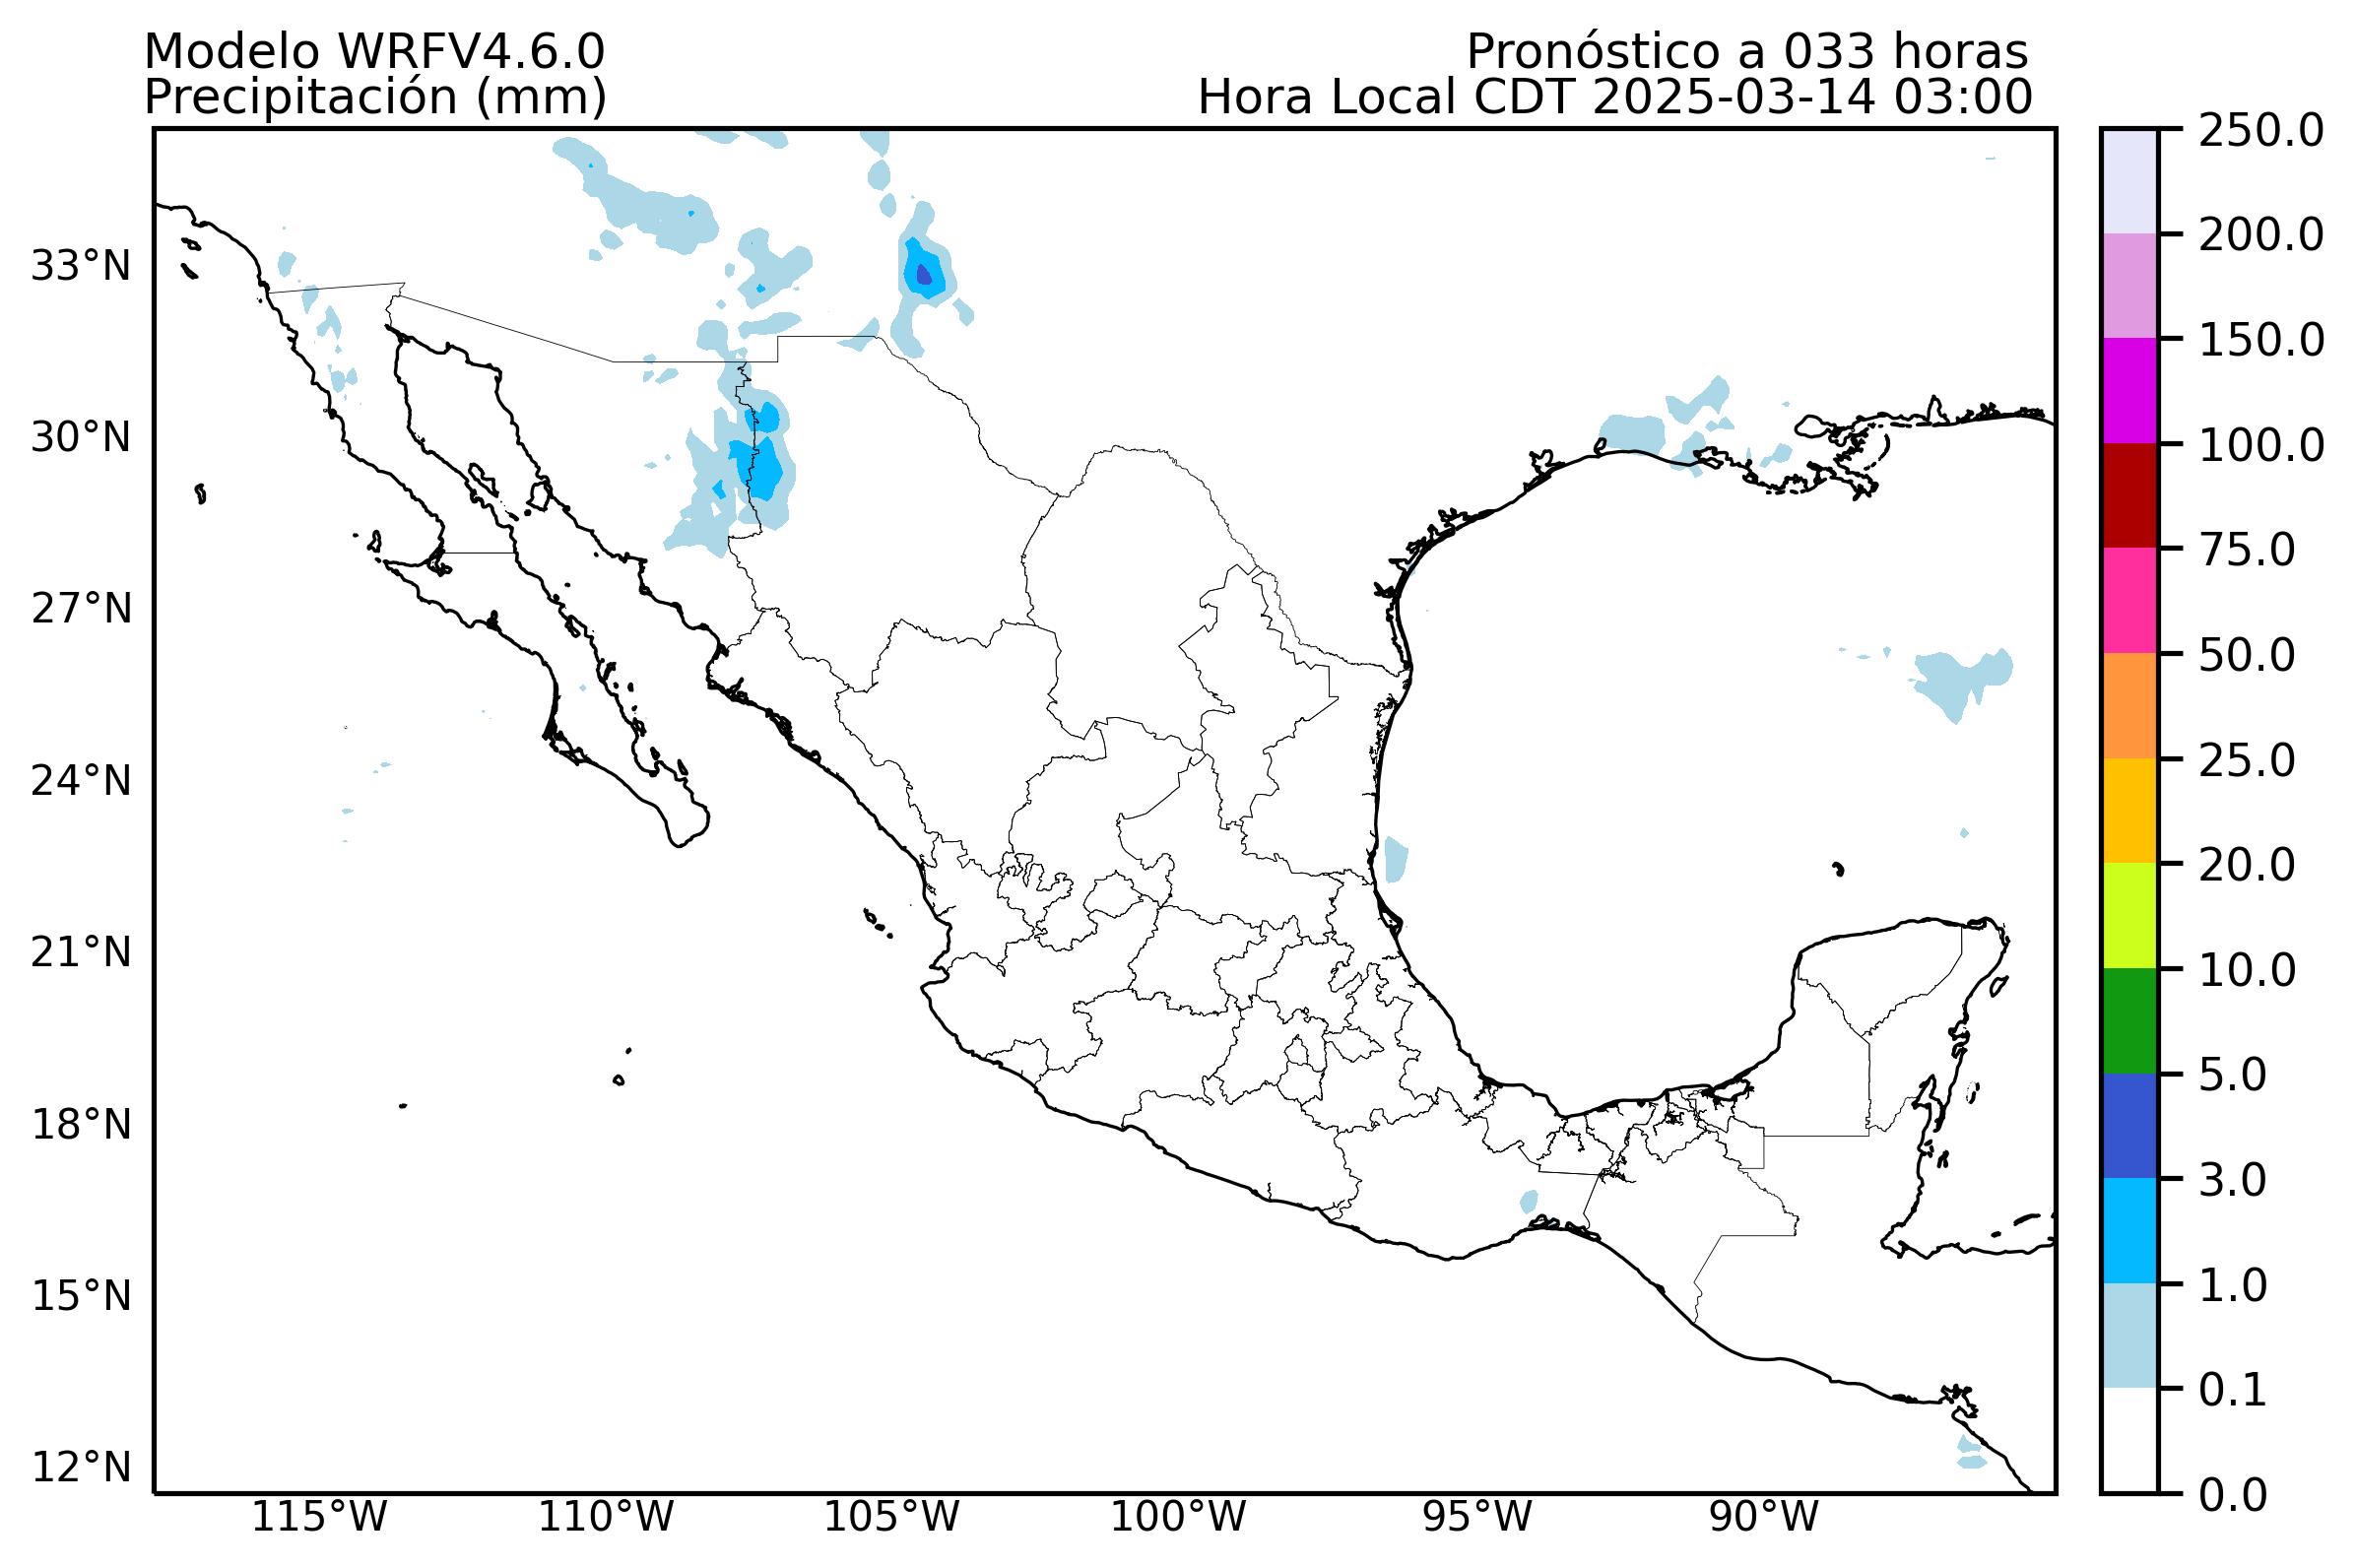 Modelo WRFV4.6.0
Precipitación (mm)
Pronóstico a 033 horas
Hora Local CDT 2025-03-14 03:00
33°N
30°N
27°N
24°N
21°N
18°N
15°N
12°N
115°W
110°W
105°W
100°W
95°W
90°W
250.0
200.0
150.0
100.0
75.0
50.0
25.0
20.0
10.0
5.0
3.0
1.0
0.1
0.0